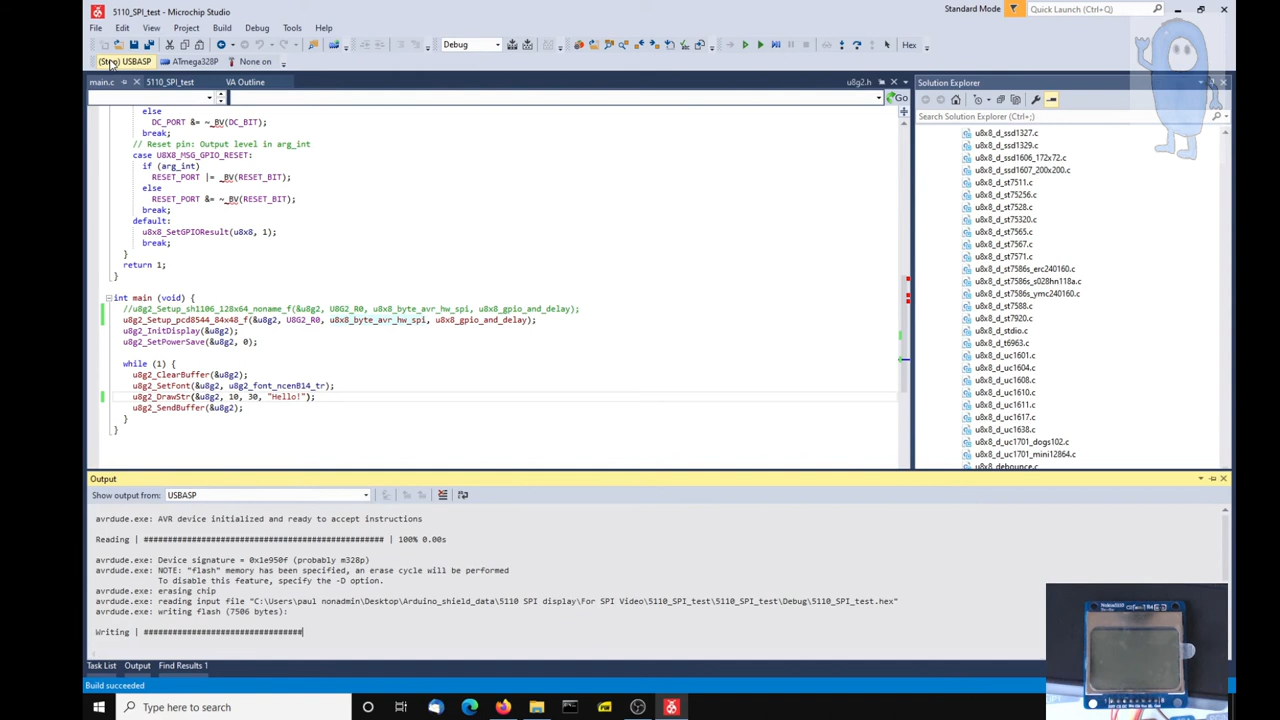 5110_SPI_test - Microchip Studio
Standard Mode
Quick Launch (Ctrl+Q)
File Edit View Project Build Debug Tools Help
Debug
Hex
USBASP ATmega328P None on
main.c 5110_SPI_test VA Outline u8g2.h
Go
else
DC_PORT &= ~_BV(DC_BIT);
break;
// Reset pin: Output level in arg_int
case U8X8_MSG_GPIO_RESET:
if (arg_int)
RESET_PORT |= _BV(RESET_BIT);
else
RESET_PORT &= ~_BV(RESET_BIT);
break;
default:
u8x8_SetGPIOResult(u8x8, 1);
break;
}
return 1;
}
int main (void) {
//u8g2_Setup_sh1106_128x64_noname_f(&u8g2, U8G2_R0, u8x8_byte_avr_hw_spi, u8x8_gpio_and_delay);
u8g2_Setup_pcd8544_84x48_f(&u8g2, U8G2_R0, u8x8_byte_avr_hw_spi, u8x8_gpio_and_delay);
u8g2_InitDisplay(&u8g2);
u8g2_SetPowerSave(&u8g2, 0);
while (1) {
u8g2_ClearBuffer(&u8g2);
u8g2_SetFont(&u8g2, u8g2_font_ncenB14_tr);
u8g2_DrawStr(&u8g2, 10, 30, "Hello!");
u8g2_SendBuffer(&u8g2);
}
}
Solution Explorer
Search Solution Explorer (Ctrl+;)
u8x8_d_ssd1327.c
u8x8_d_ssd1329.c
u8x8_d_ssd1606_172x72.c
u8x8_d_ssd1607_200x200.c
u8x8_d_st7511.c
u8x8_d_st75256.c
u8x8_d_st7528.c
u8x8_d_st75320.c
u8x8_d_st7565.c
u8x8_d_st7567.c
u8x8_d_st7571.c
u8x8_d_st7586s_erc240160.c
u8x8_d_st7586s_s028hn118a.c
u8x8_d_st7586s_ymc240160.c
u8x8_d_st7588.c
u8x8_d_st7920.c
u8x8_d_stdio.c
u8x8_d_t6963.c
u8x8_d_uc1601.c
u8x8_d_uc1604.c
u8x8_d_uc1608.c
u8x8_d_uc1610.c
u8x8_d_uc1611.c
u8x8_d_uc1617.c
u8x8_d_uc1638.c
u8x8_d_uc1701_dogs102.c
u8x8_d_uc1701_mini12864.c
u8x8_debounce.c
Output
Show output from: USBASP
avrdude.exe: AVR device initialized and ready to accept instructions
Reading | ################################################## | 100% 0.00s
avrdude.exe: Device signature = 0x1e950f (probably m328p)
avrdude.exe: NOTE: "flash" memory has been specified, an erase cycle will be performed
To disable this feature, specify the -D option.
avrdude.exe: erasing chip
avrdude.exe: reading input file "C:\Users\paul nonadmin\Desktop\Arduino_shield_data\5110 SPI display\For SPI Video\5110_SPI_test\5110_SPI_test\Debug\5110_SPI_test.hex"
avrdude.exe: writing flash (7506 bytes):
Writing | #################################
Task List Output Find Results 1
Build succeeded
Type here to search